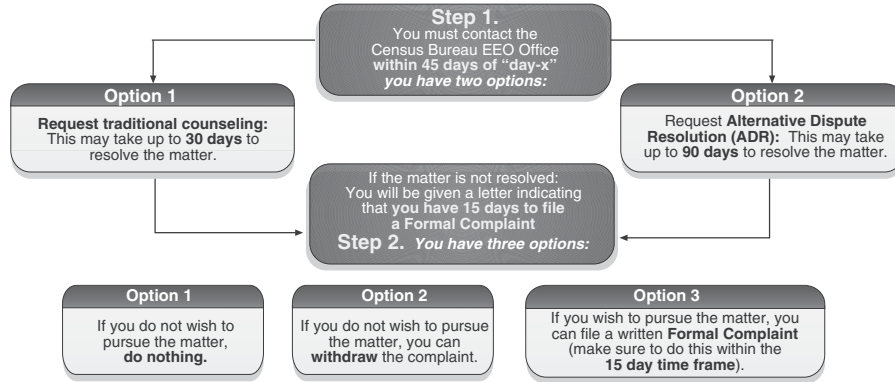 Step 1.
You must contact the
Census Bureau EEO Office
within 45 days of “day-x”
you have two options:
Option 1
Request traditional counseling:
This may take up to 30 days to
resolve the matter.
Option 2
Request Alternative Dispute
Resolution (ADR): This may take
up to 90 days to resolve the matter.
If the matter is not resolved:
You will be given a letter indicating
that you have 15 days to file
a Formal Complaint
Step 2. You have three options:
Option 1
If you do not wish to
pursue the matter,
do nothing.
Option 2
If you do not wish to pursue
the matter, you can
withdraw the complaint.
Option 3
If you wish to pursue the matter, you
can file a written Formal Complaint
(make sure to do this within the
15 day time frame).